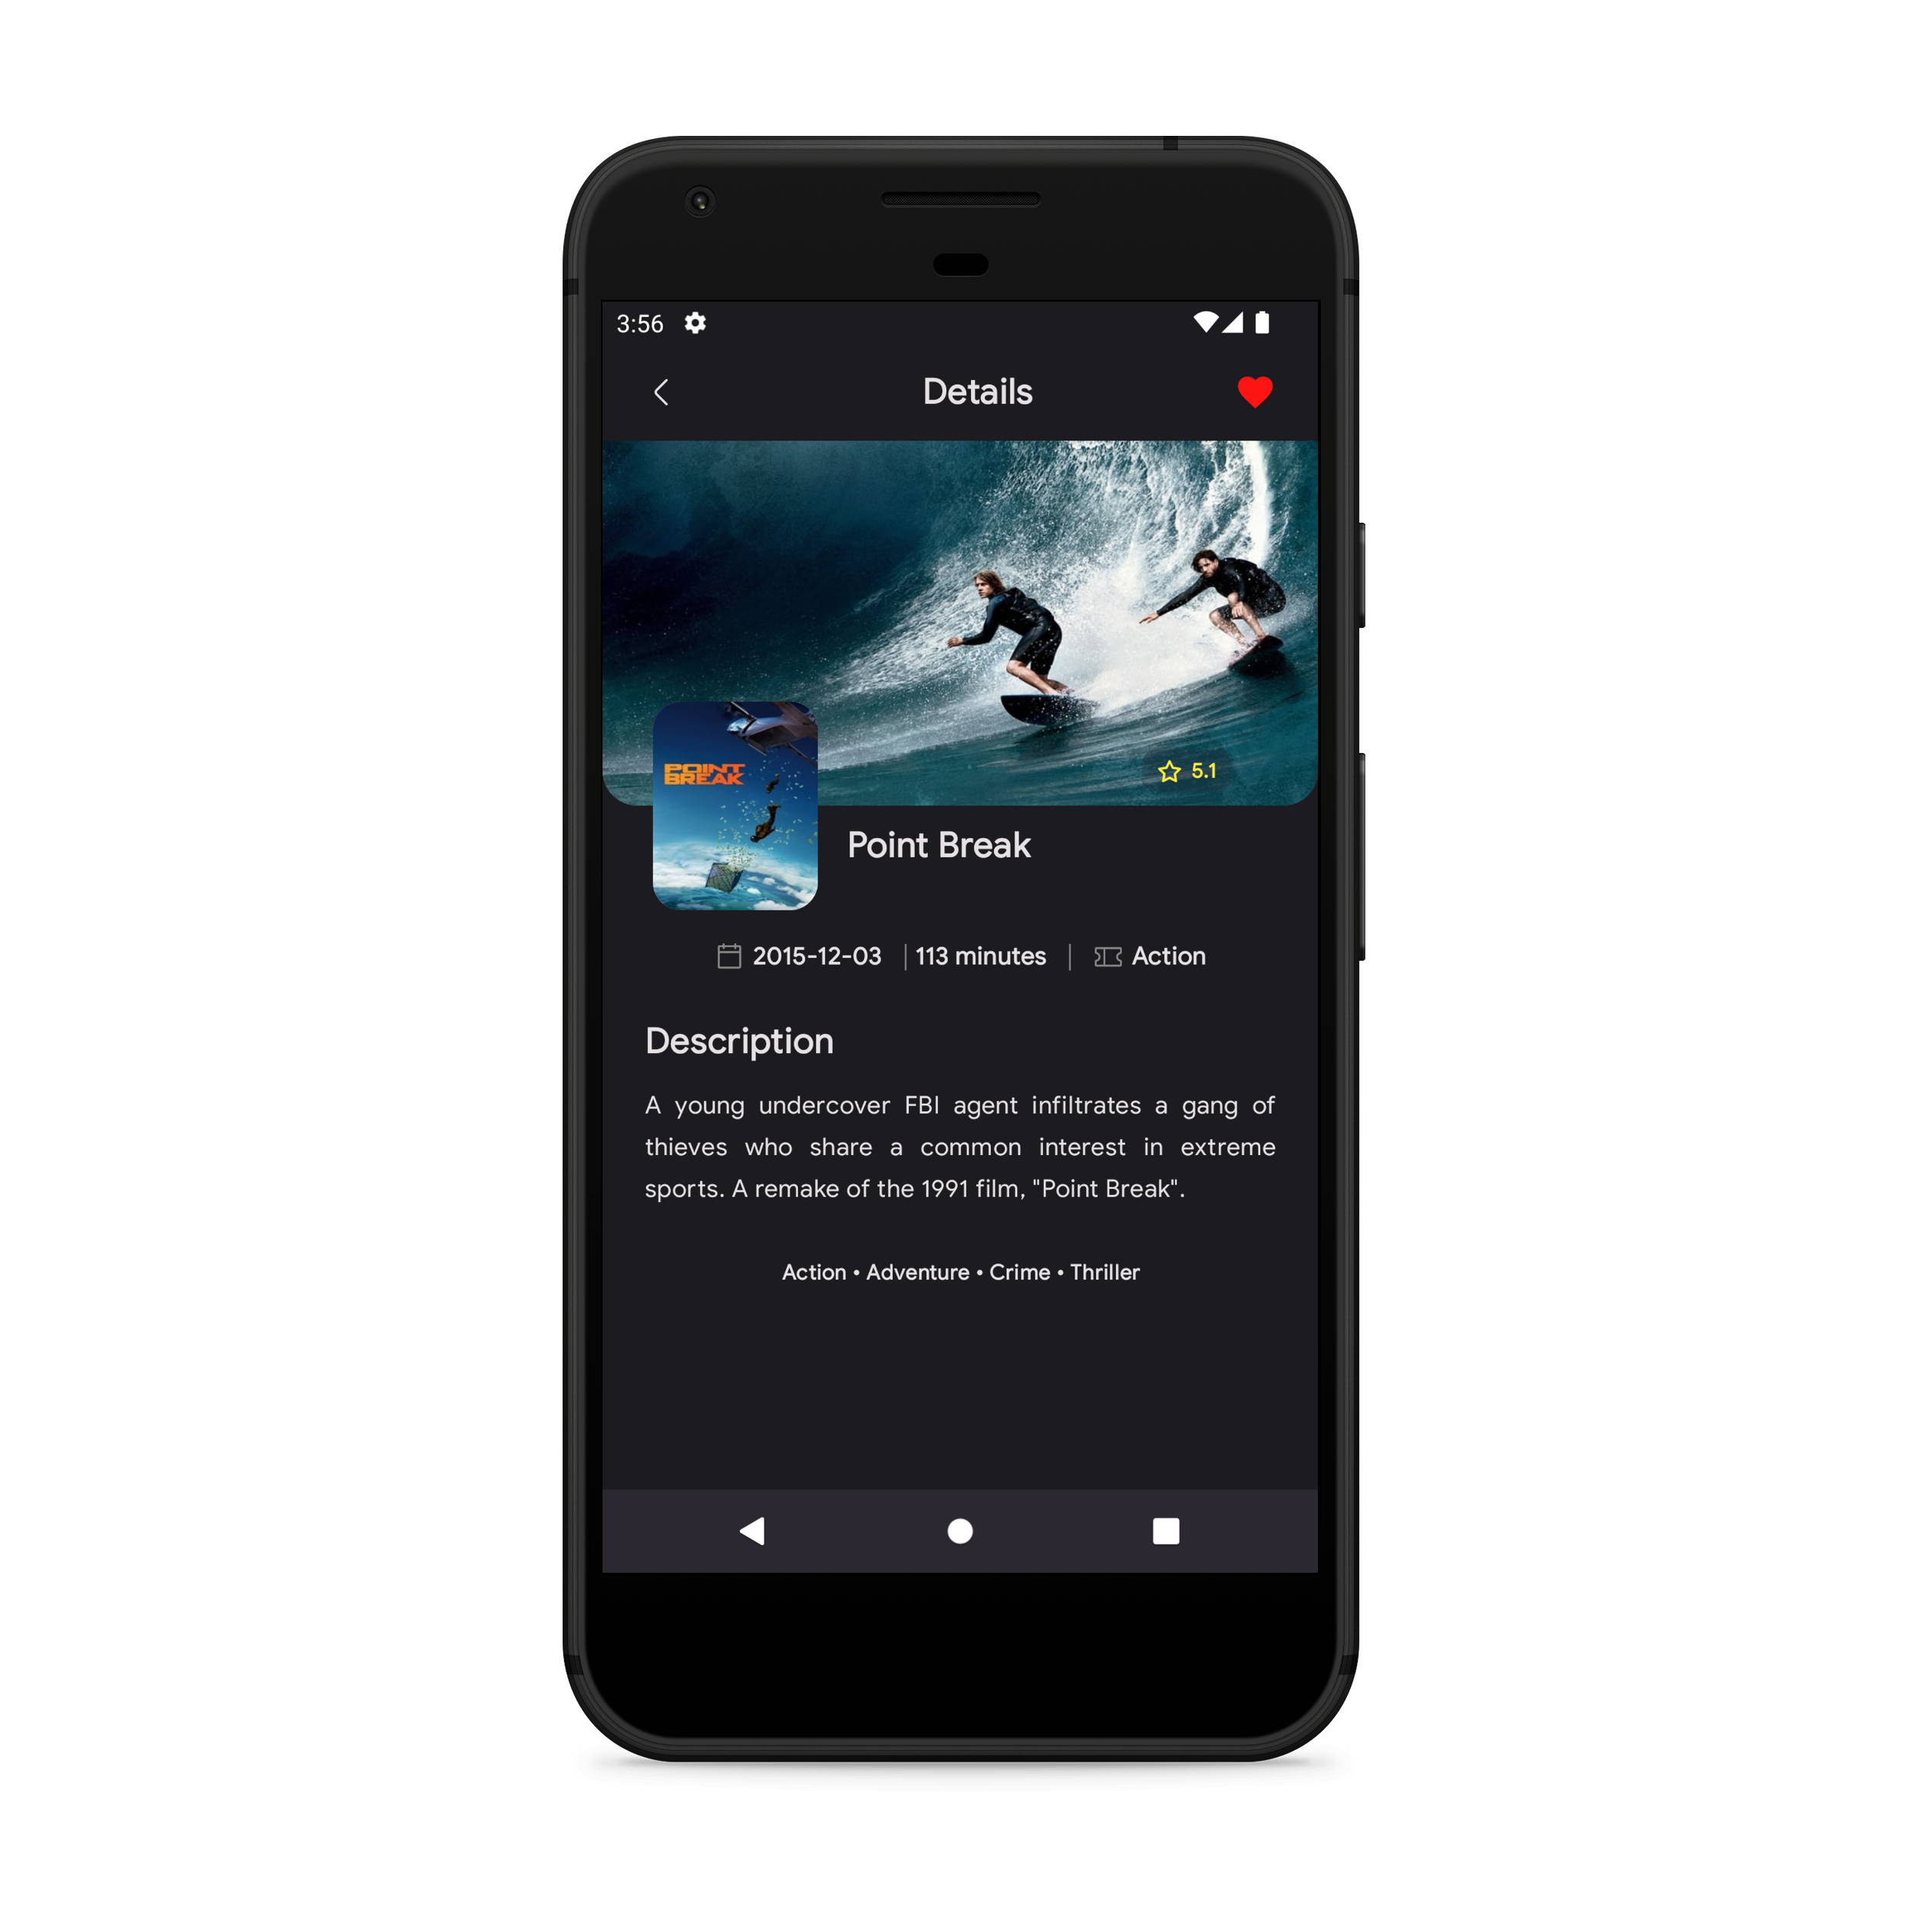 3:56
Details
5.1
POINT
BREAK
Point Break
2015-12-03 | 113 minutes | Action
Description
A young undercover FBI agent infiltrates a gang of
thieves who share a common interest in extreme
sports. A remake of the 1991 film, "Point Break".
Action • Adventure • Crime • Thriller